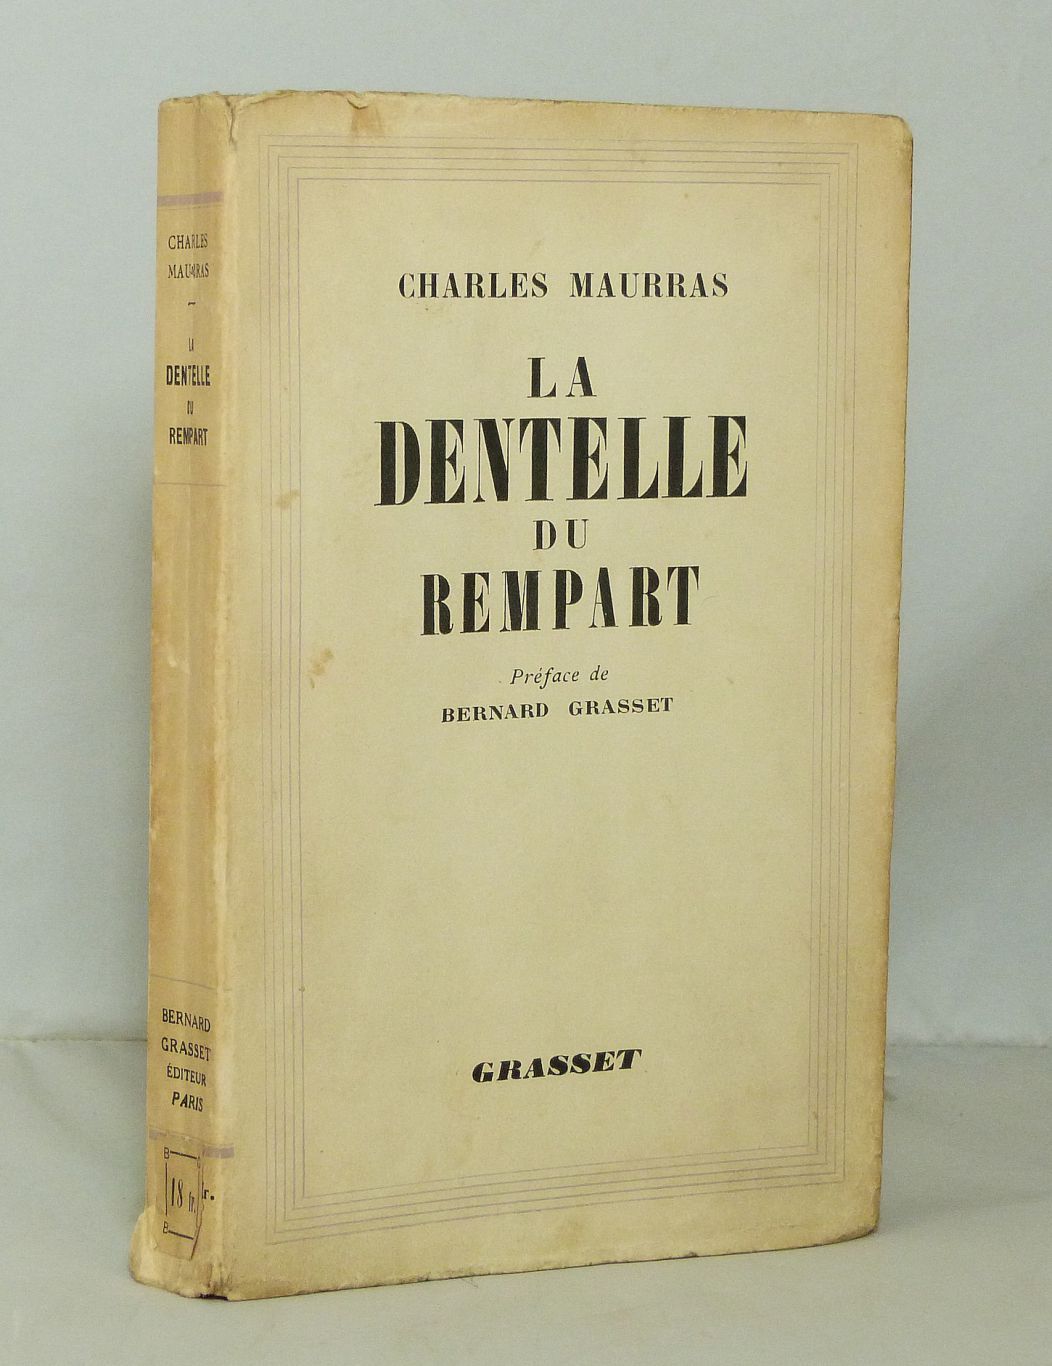 CHARLES
MAURRAS
LA
DENTELLE
DU
REMPART
BERNARD
GRASSET
ÉDITEUR
PARIS
18 fr.
fr.
CHARLES MAURRAS
LA
DENTELLE
DU
REMPART
Préface de
BERNARD GRASSET
GRASSET